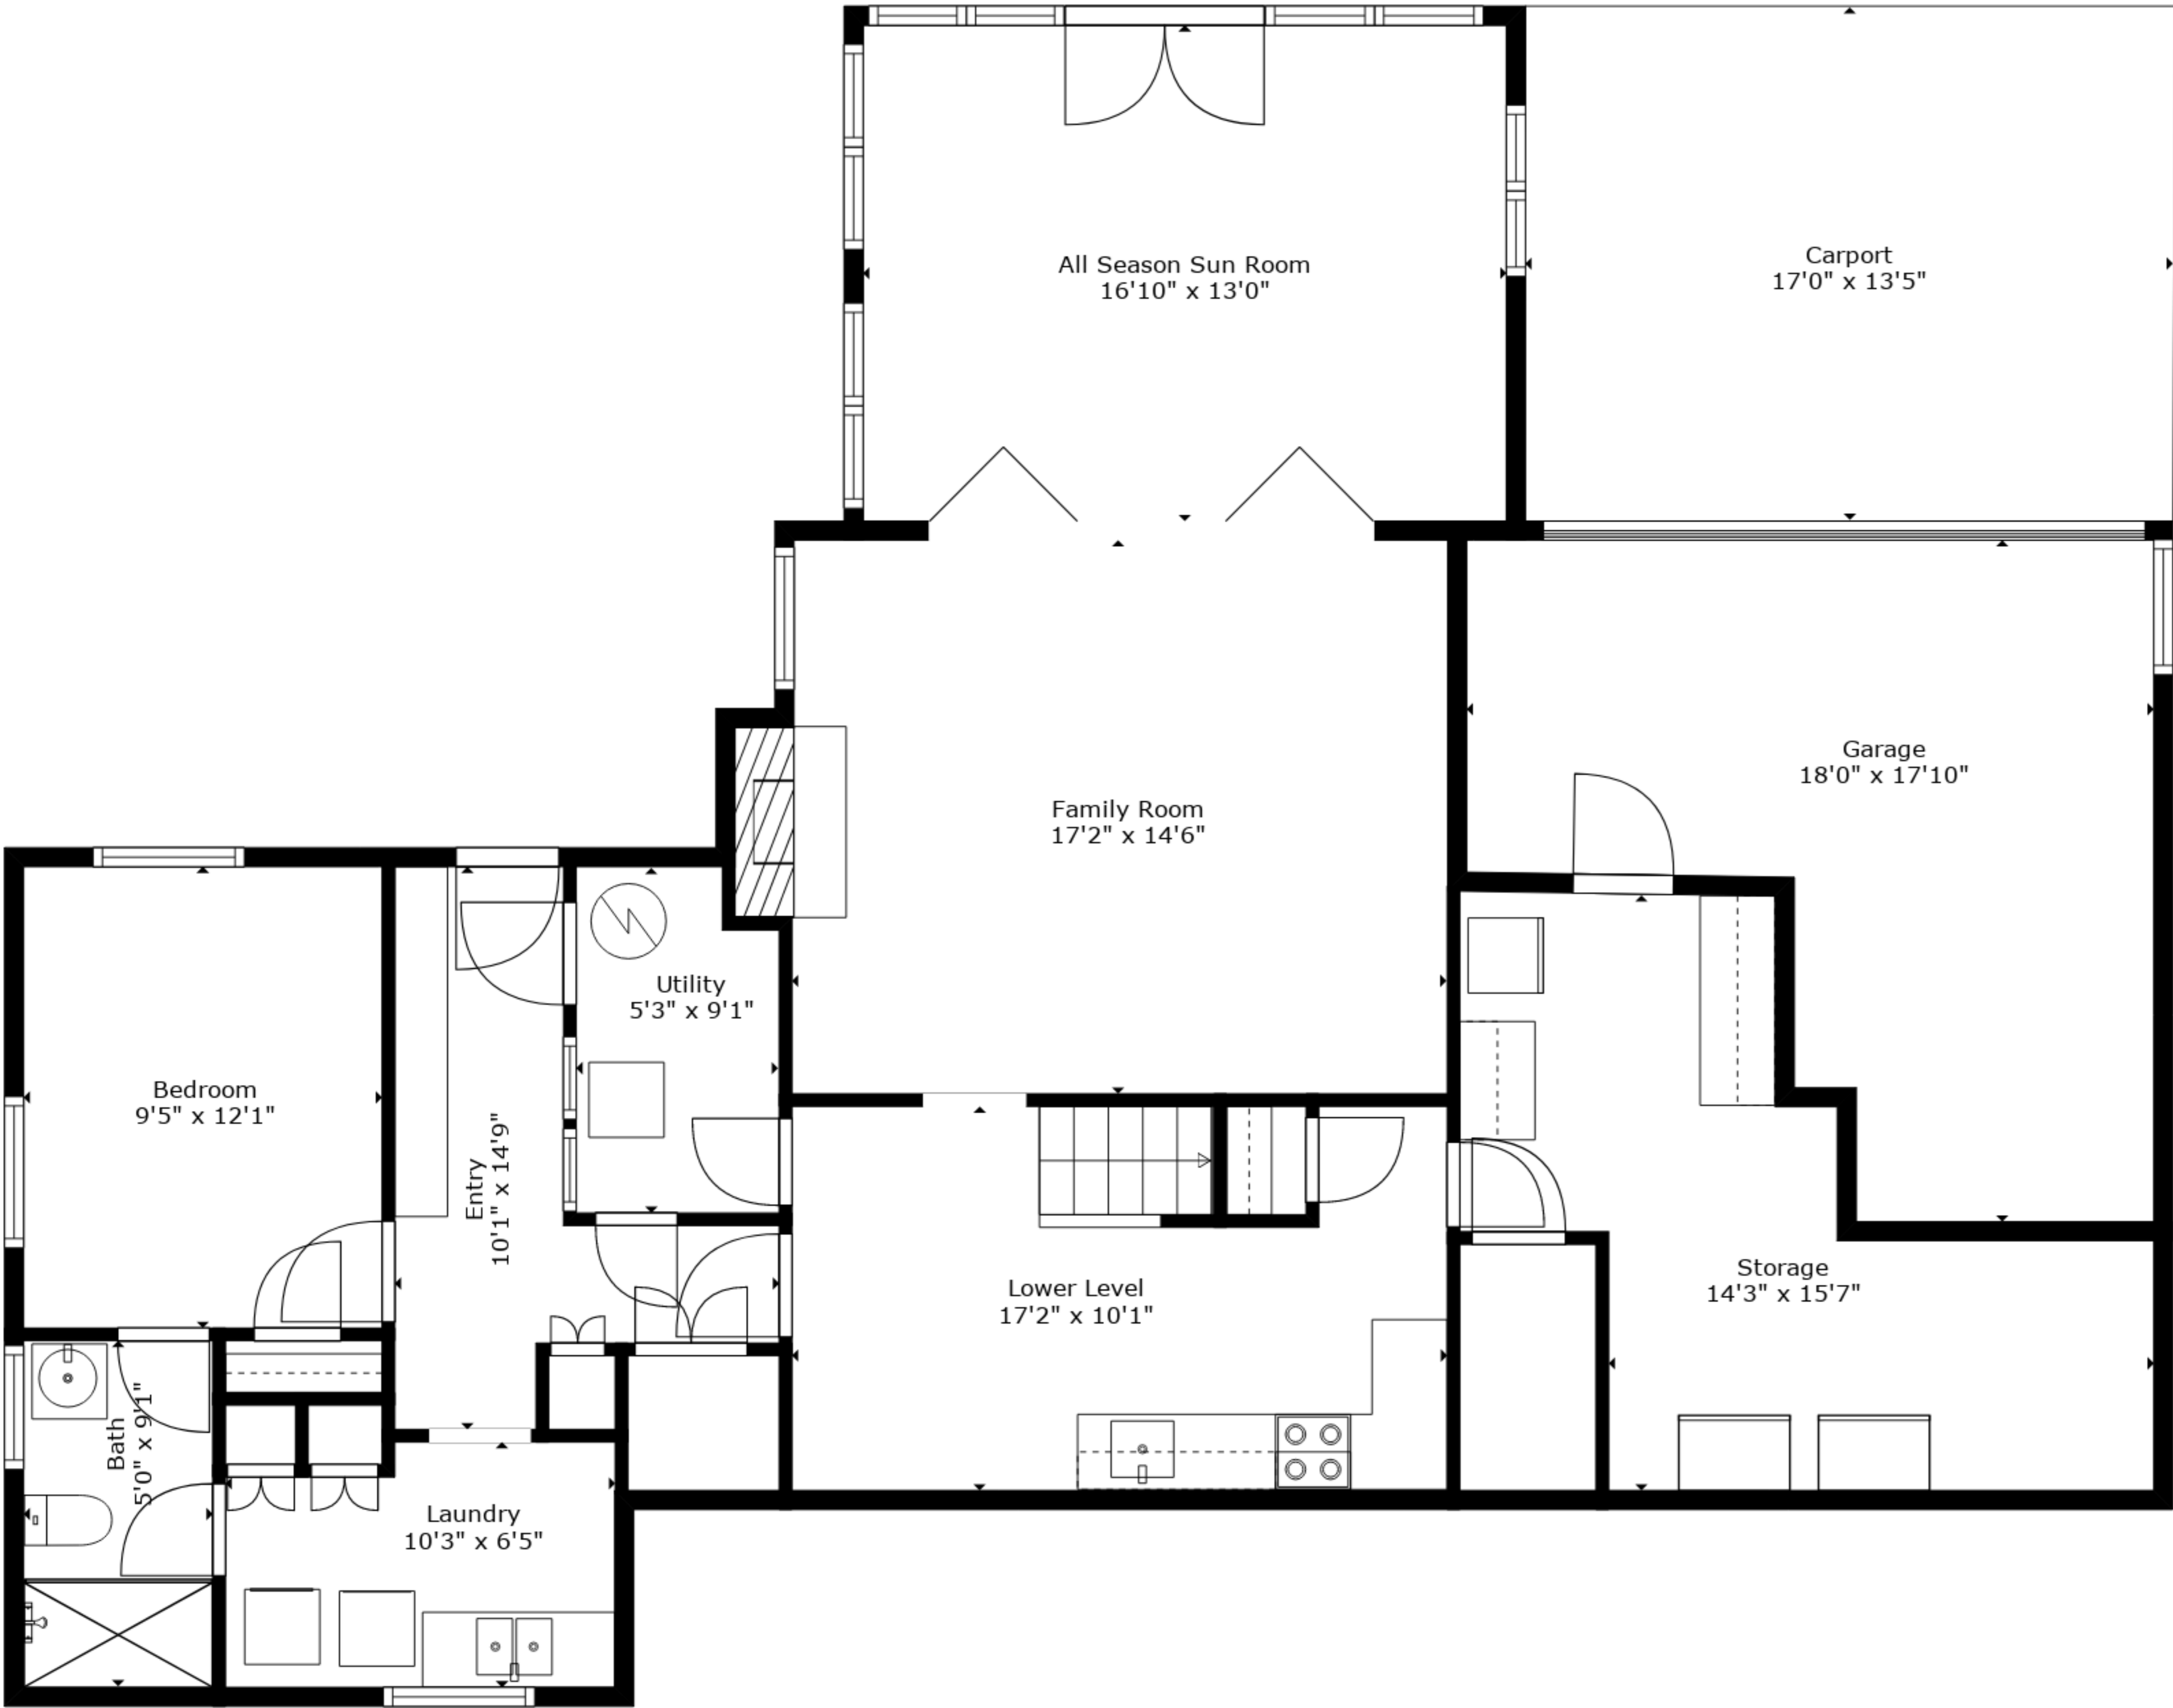 All Season Sun Room
16'10" x 13'0"
Carport
17'0" x 13'5"
Garage
18'0" x 17'10"
Family Room
17'2" x 14'6"
Utility
5'3" x 9'1"
Bedroom
9'5" x 12'1"
Entry
10'1" x 14'9"
Lower Level
17'2" x 10'1"
Storage
14'3" x 15'7"
Bath
5'0" x 9'1"
Laundry
10'3" x 6'5"